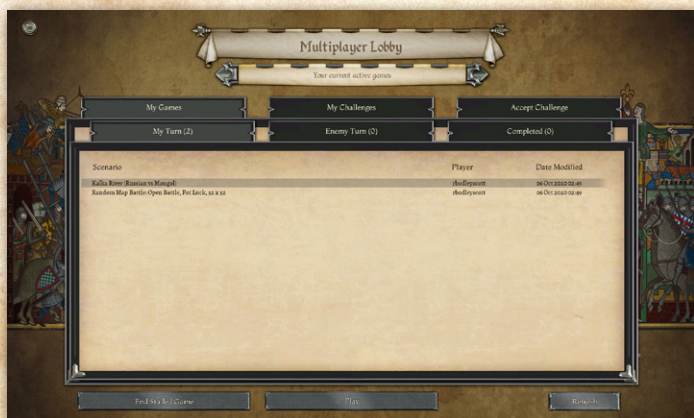 Multiplayer Lobby
Your current active games
My Games My Challenges Accept Challenge
My Turn (2) Enemy Turn (0) Completed (0)
Scenario Player Date Modified
Kalka River (Russian vs Mongol) rbodleyscott 06 Oct 2020 02:49
Random Map Battle: Open Battle, Pot Luck, 32 x 32 rbodleyscott 06 Oct 2020 02:49
End Stalled Game Play Refresh